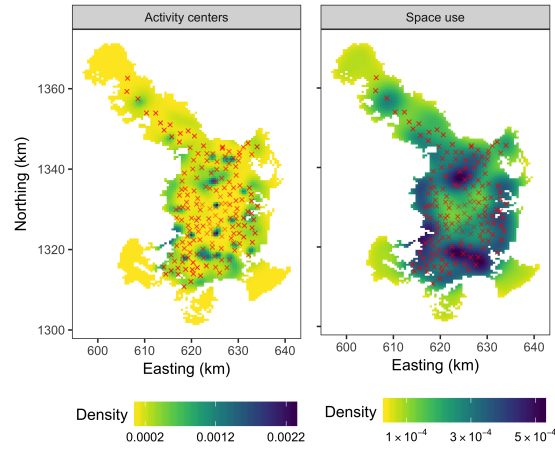 Activity centers
Space use
Northing (km)
1360
1340
1320
1300
600 610 620 630 640
600 610 620 630 640
Easting (km)
Easting (km)
Density
0.0002 0.0012 0.0022
Density
1×10⁻⁴ 3×10⁻⁴ 5×10⁻⁴